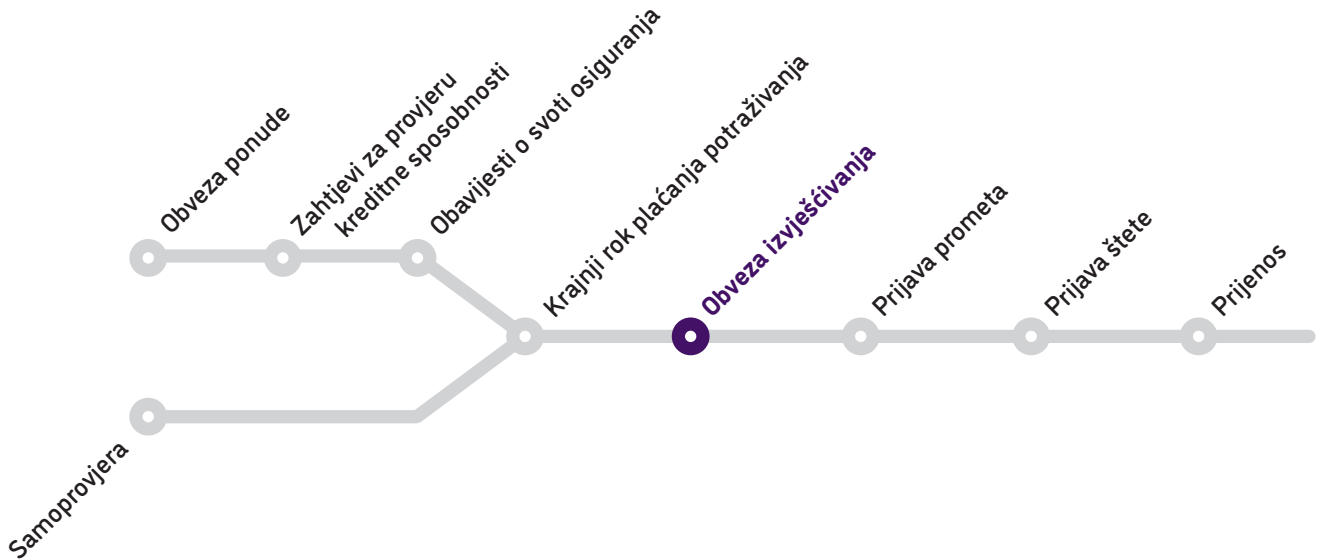 Obveza ponude
Zahtjevi za provjeru
kreditne sposobnosti
Obavijesti o svoti osiguranja
Krajnji rok plaćanja potraživanja
Obveza izvješćivanja
Prijava prometa
Prijava štete
Prijenos
Samoprovjera